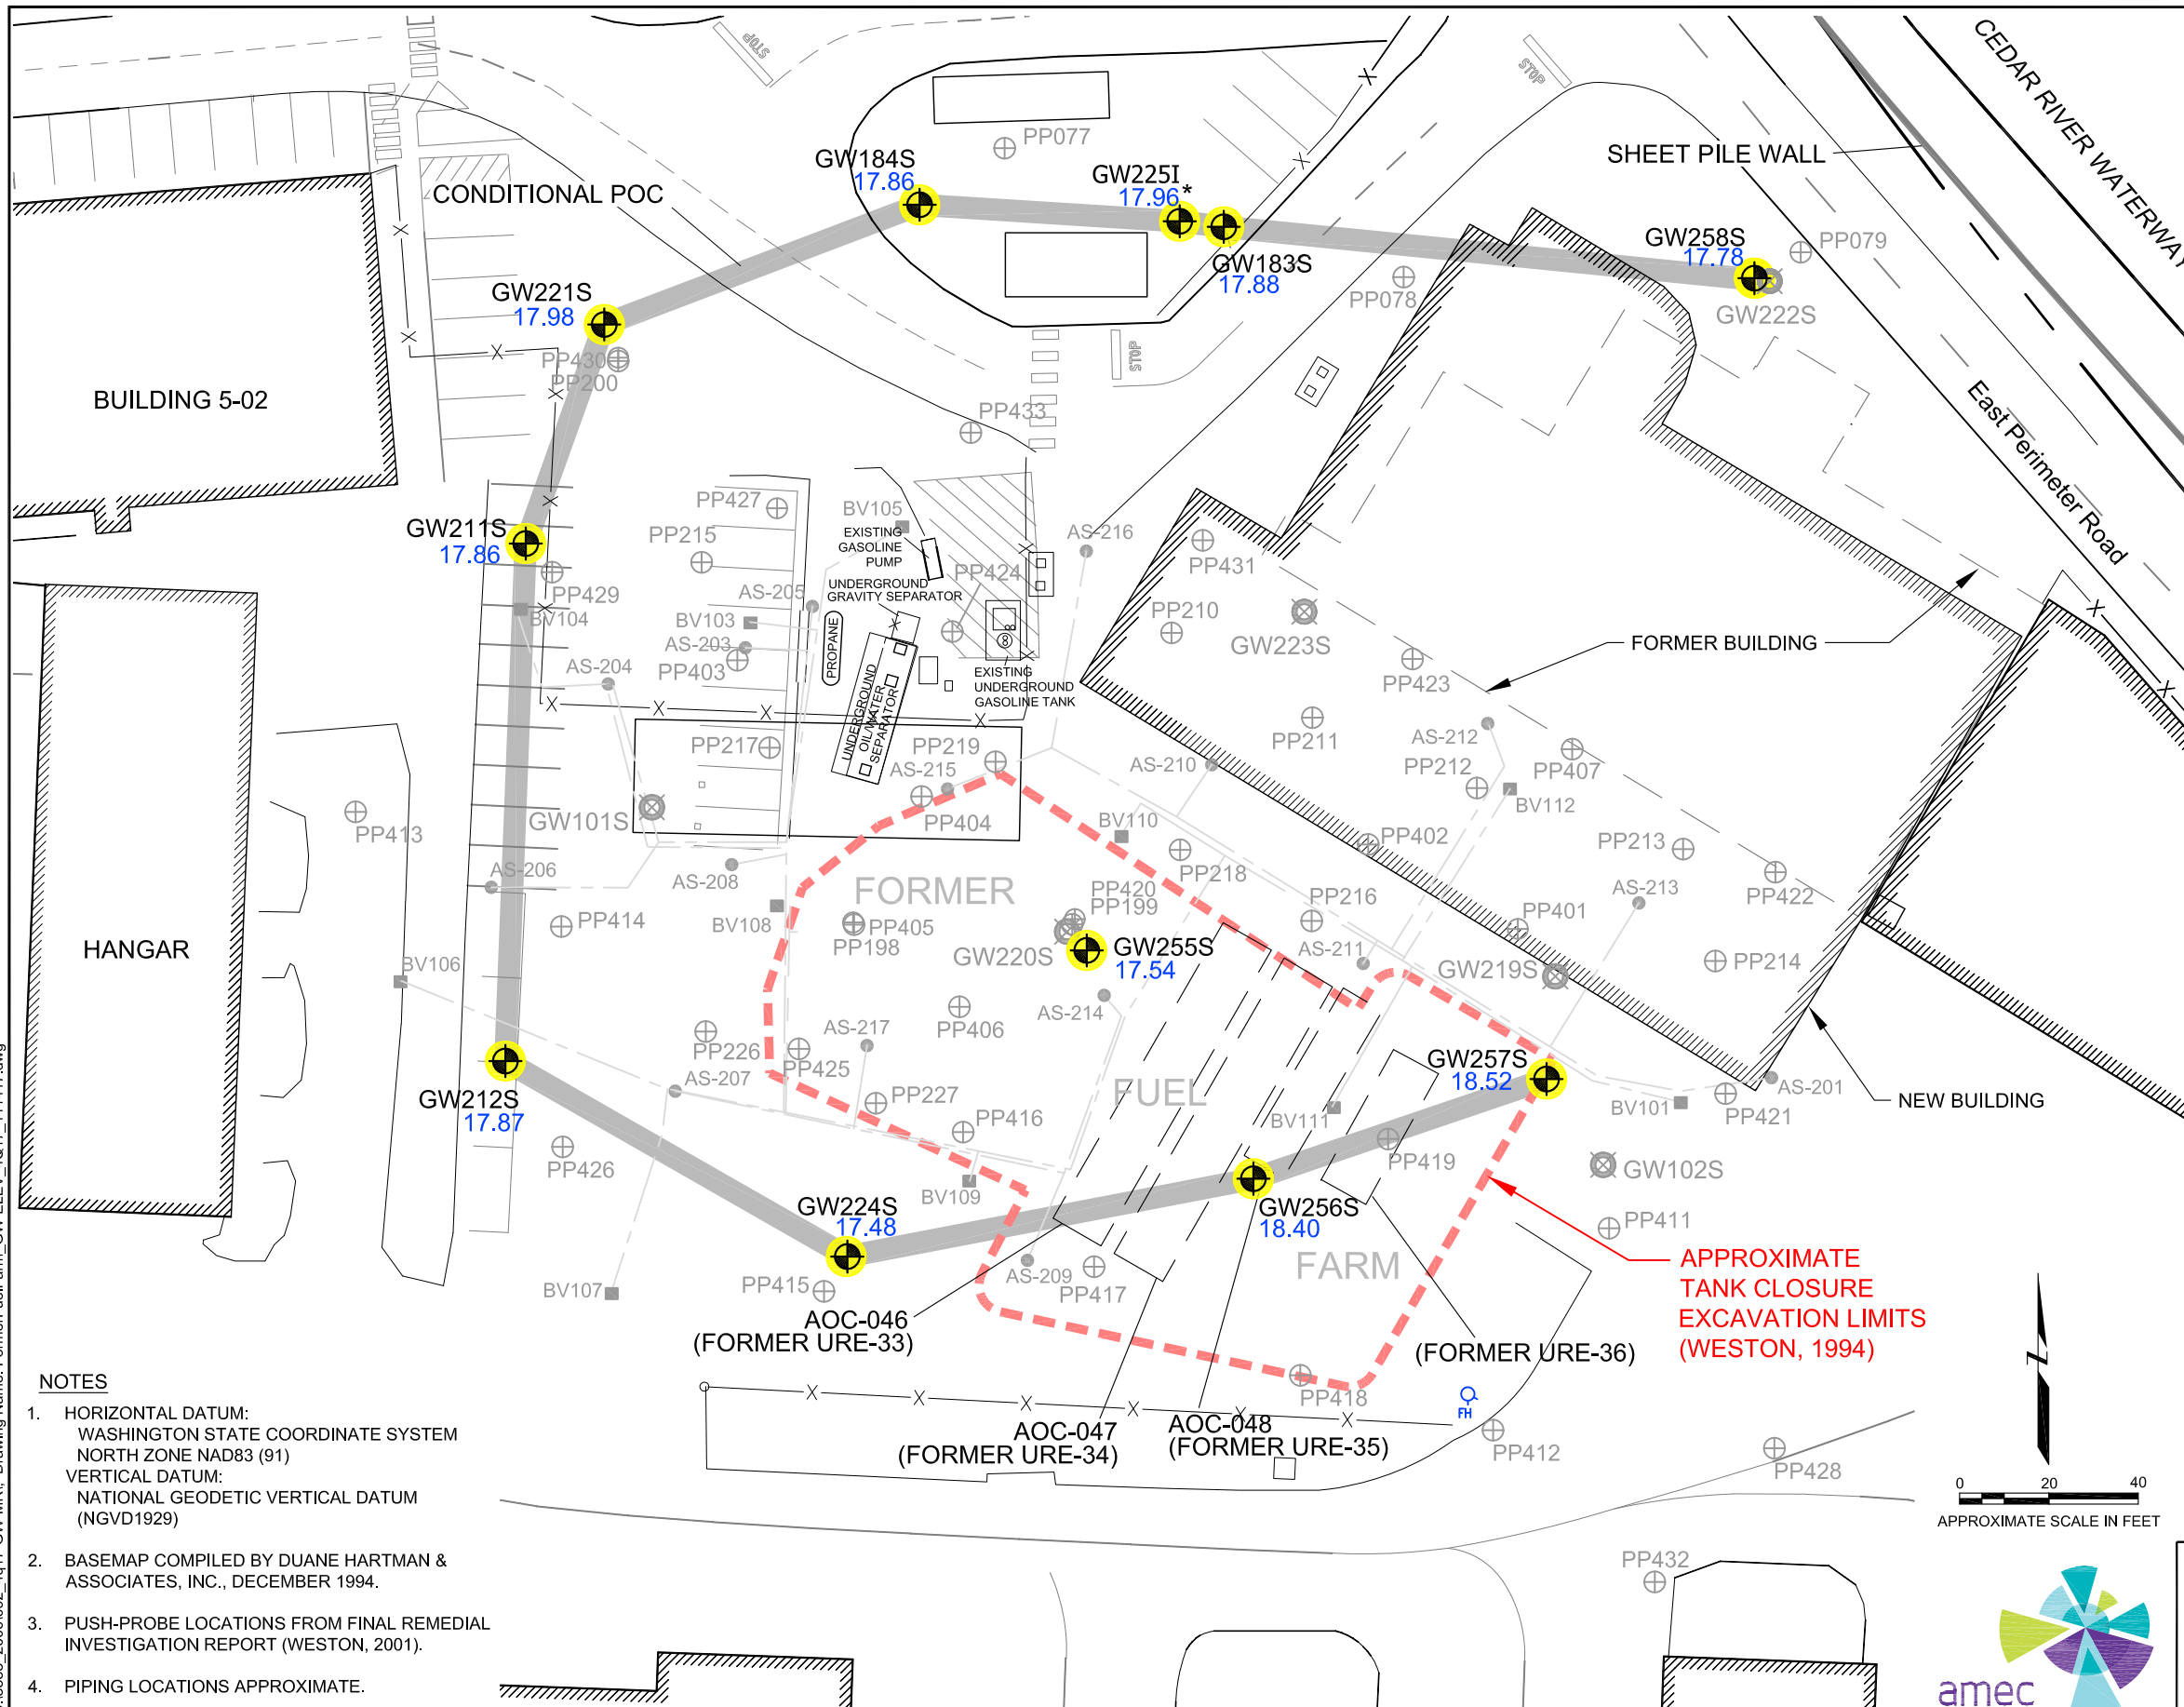 STOP
STOP
CEDAR RIVER WATERWAY
PP077
GW184S
17.86
GW225I
17.96*
SHEET PILE WALL
CONDITIONAL POC
GW258S
17.78
PP079
GW183S
17.88
PP078
GW222S
GW221S
17.98
PP430
PP200
STOP
BUILDING 5-02
PP433
East Perimeter Road
PP427
BV105
GW211S
17.86
PP215
EXISTING
GASOLINE
PUMP
AS-216
PP431
PP424
PP429
BV104
AS-205
UNDERGROUND
GRAVITY SEPARATOR
BV103
AS-203
PP403
PROPANE
PP210
GW223S
FORMER BUILDING
AS-204
UNDERGROUND
OIL/WATER
SEPARATOR
EXISTING
UNDERGROUND
GASOLINE TANK
PP423
PP217
PP219
AS-215
AS-210
PP211
AS-212
PP212
PP407
BV112
GW101S
PP404
BV110
PP413
PP402
PP213
AS-206
AS-208
PP218
FORMER
PP420
PP199
PP216
AS-213
PP422
PP414
BV108
PP405
PP198
GW220S
GW255S
17.54
AS-211
PP401
HANGAR
BV106
GW219S
PP214
PP406
AS-214
AS-217
PP226
PP425
GW257S
18.52
AS-207
GW212S
17.87
PP227
FUEL
PP416
BV111
BV101
PP421
AS-201
NEW BUILDING
PP426
PP419
GW102S
BV109
GW224S
17.48
GW256S
18.40
PP411
AS-209
FARM
PP417
PP415
BV107
APPROXIMATE
TANK CLOSURE
EXCAVATION LIMITS
(WESTON, 1994)
AOC-046
(FORMER URE-33)
(FORMER URE-36)
PP418
FH
AOC-047
(FORMER URE-34)
AOC-048
(FORMER URE-35)
PP412
PP428
N
0 20 40
APPROXIMATE SCALE IN FEET
PP432
NOTES
1. HORIZONTAL DATUM:
WASHINGTON STATE COORDINATE SYSTEM
NORTH ZONE NAD83 (91)
VERTICAL DATUM:
NATIONAL GEODETIC VERTICAL DATUM
(NGVD1929)
2. BASEMAP COMPILED BY DUANE HARTMAN &
ASSOCIATES, INC., DECEMBER 1994.
3. PUSH-PROBE LOCATIONS FROM FINAL REMEDIAL
INVESTIGATION REPORT (WESTON, 2001).
4. PIPING LOCATIONS APPROXIMATE.
amec